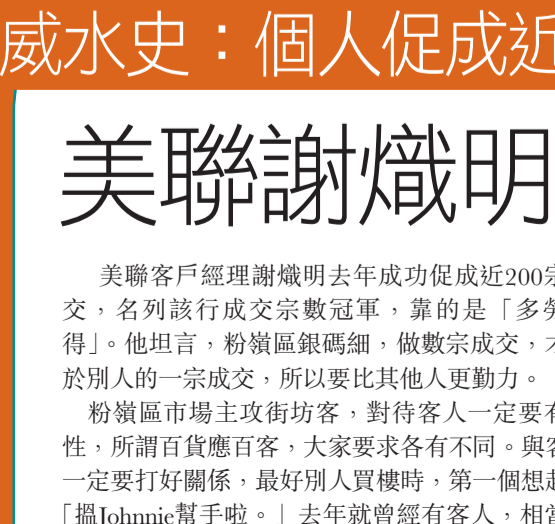 威水史：個人促成近
美聯謝熾明
美聯客戶經理謝熾明去年成功促成近200宗
交，名列該行成交宗數冠軍，靠的是「多勞
得」。他坦言，粉嶺區銀碼細，做數宗成交，才
於別人的一宗成交，所以要比其他人更勤力。
粉嶺區市場主攻街坊客，對待客人一定要有
性，所謂百貨應百客，大家要求各有不同。與客
一定要打好關係，最好別人買樓時，第一個想起
「搵Johnnie幫手啦。」去年就曾經有客人，相當